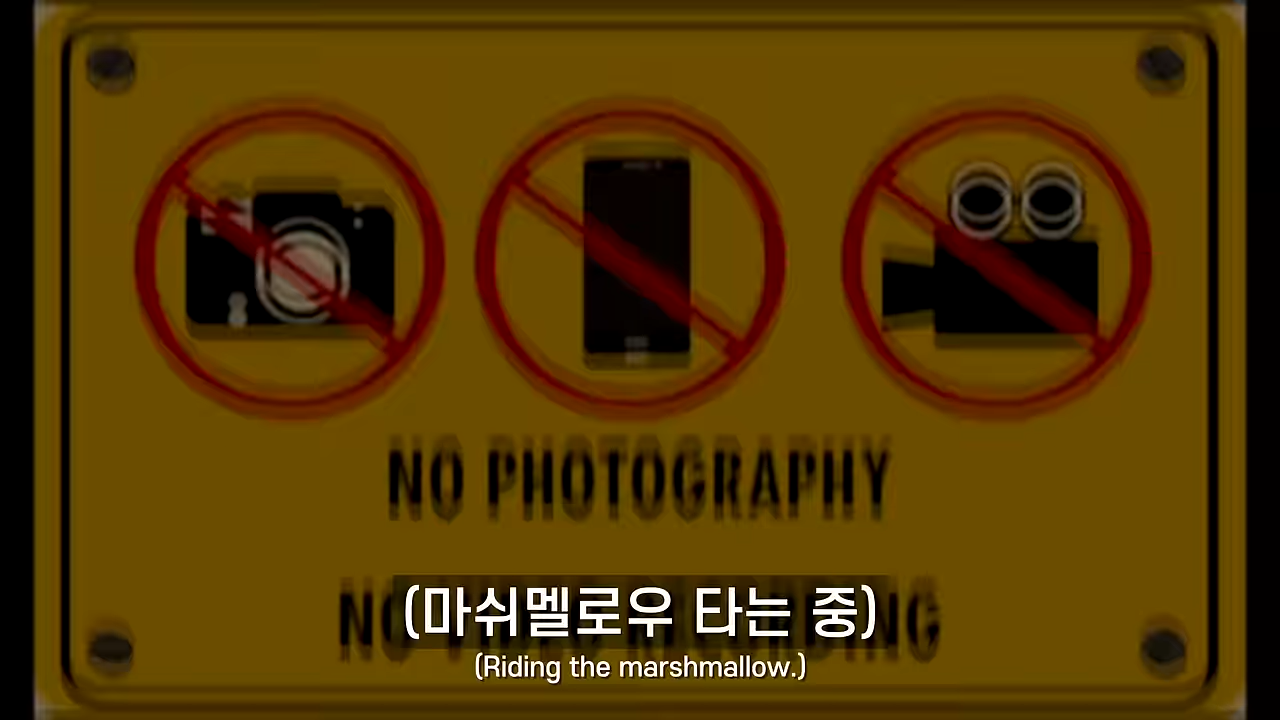 NO PHOTOGRAPHY
(마쉬멜로우 타는 중)
(Riding the marshmallow.)